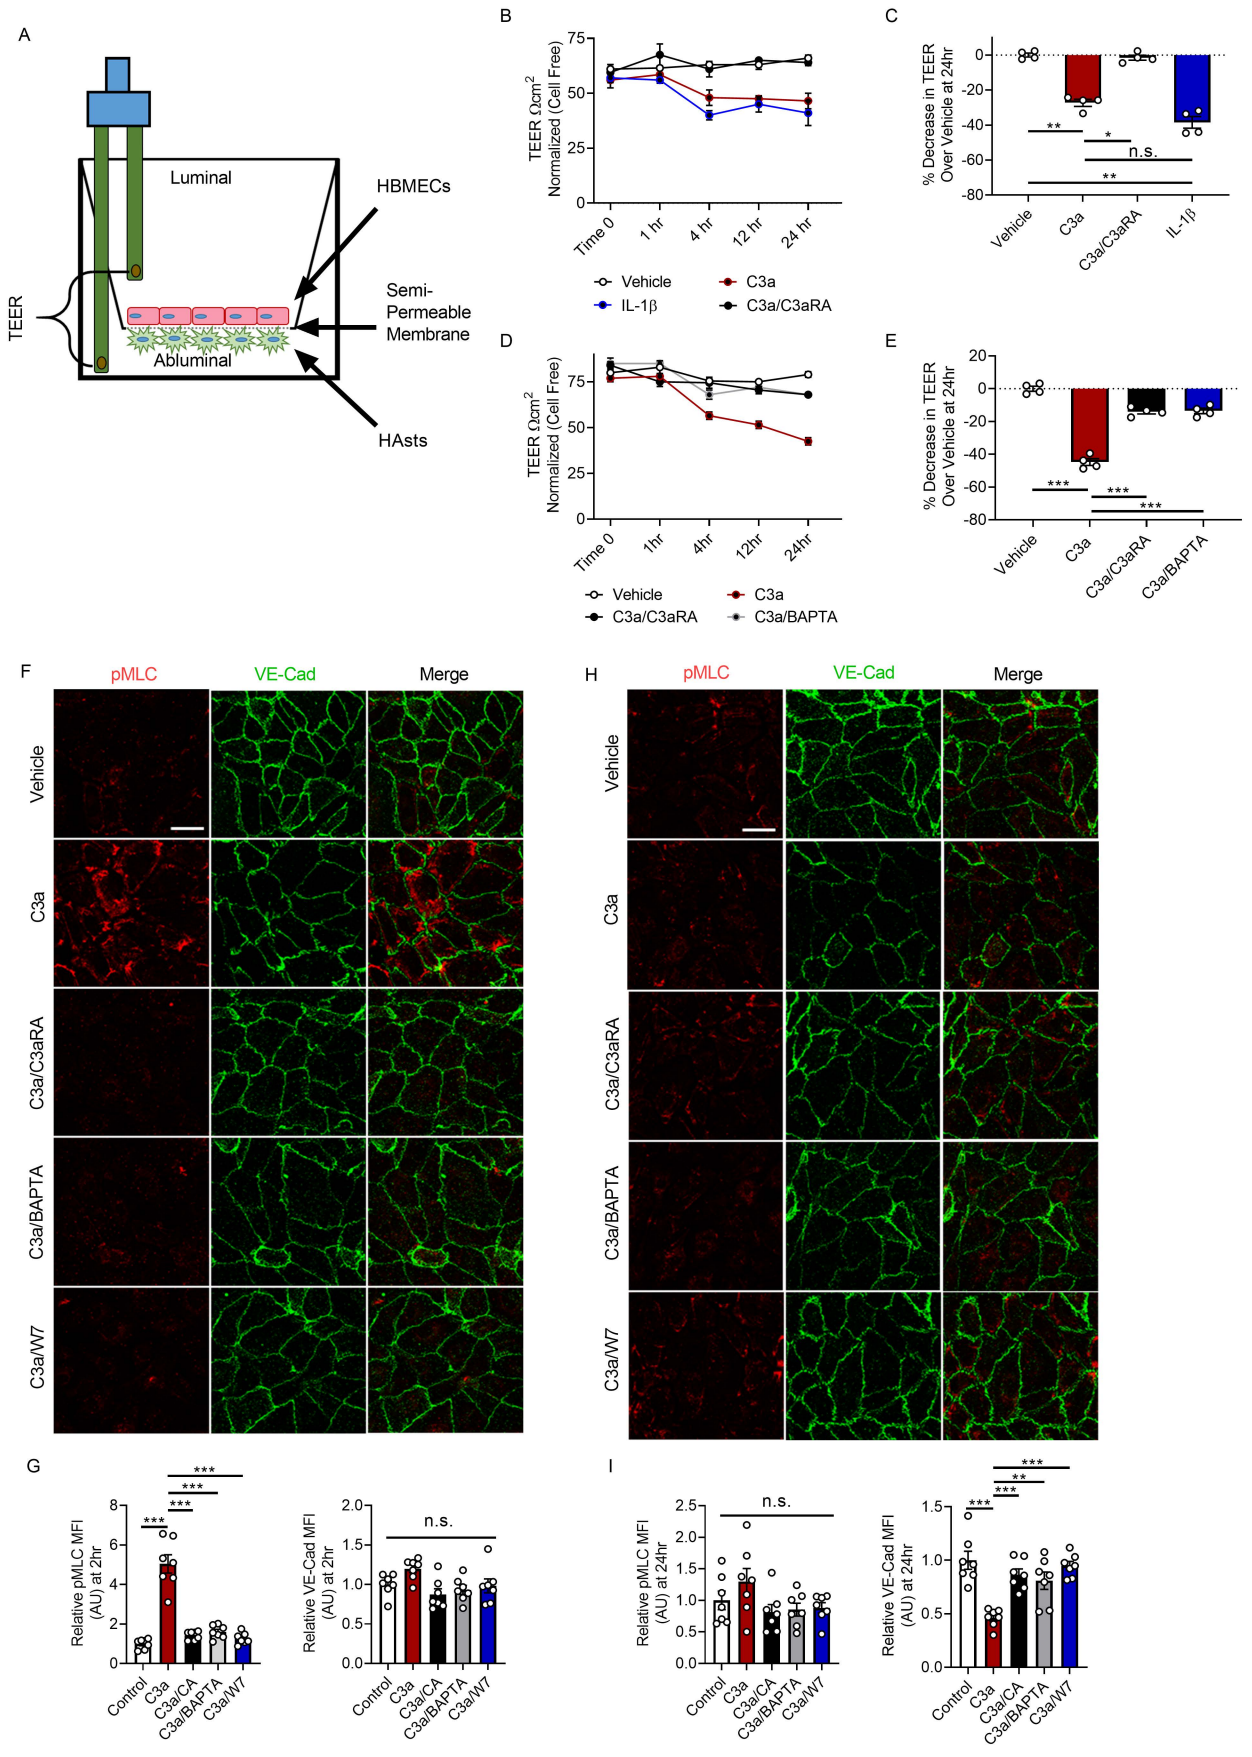 A
Luminal
HBMECs
Semi-
Permeable
Membrane
TEER
Abluminal
HAsts
B
TEER Ωcm2
Normalized (Cell Free)
75
50
25
0
Time 0
1 hr
4 hr
12 hr
24 hr
Vehicle
C3a
IL-1β
C3a/C3aRA
C
% Decrease in TEER
Over Vehicle at 24hr
0
-20
-40
-60
-80
**
*
n.s.
**
Vehicle
C3a
C3a/C3aRA
IL-1β
D
TEER Ωcm2
Normalized (Cell Free)
75
50
25
0
Time 0
1hr
4hr
12hr
24hr
Vehicle
C3a
C3a/C3aRA
C3a/BAPTA
E
% Decrease in TEER
Over Vehicle at 24hr
20
0
-20
-40
-60
-80
***
***
***
Vehicle
C3a
C3a/C3aRA
C3a/BAPTA
F
pMLC
VE-Cad
Merge
Vehicle
C3a
C3a/C3aRA
C3a/BAPTA
C3a/W7
H
pMLC
VE-Cad
Merge
Vehicle
C3a
C3a/C3aRA
C3a/BAPTA
C3a/W7
G
Relative pMLC MFI
(AU) at 2hr
8
6
4
2
0
***
***
***
***
Control
C3a
C3a/CA
C3a/BAPTA
C3a/W7
Relative VE-Cad MFI
(AU) at 2hr
2.0
1.5
1.0
0.5
0.0
n.s.
Control
C3a
C3a/CA
C3a/BAPTA
C3a/W7
I
Relative pMLC MFI
(AU) at 24hr
2.5
2.0
1.5
1.0
0.5
0.0
n.s.
Control
C3a
C3a/CA
C3a/BAPTA
C3a/W7
Relative VE-Cad MFI
(AU) at 24hr
1.5
1.0
0.5
0.0
***
**
***
***
Control
C3a
C3a/CA
C3a/BAPTA
C3a/W7